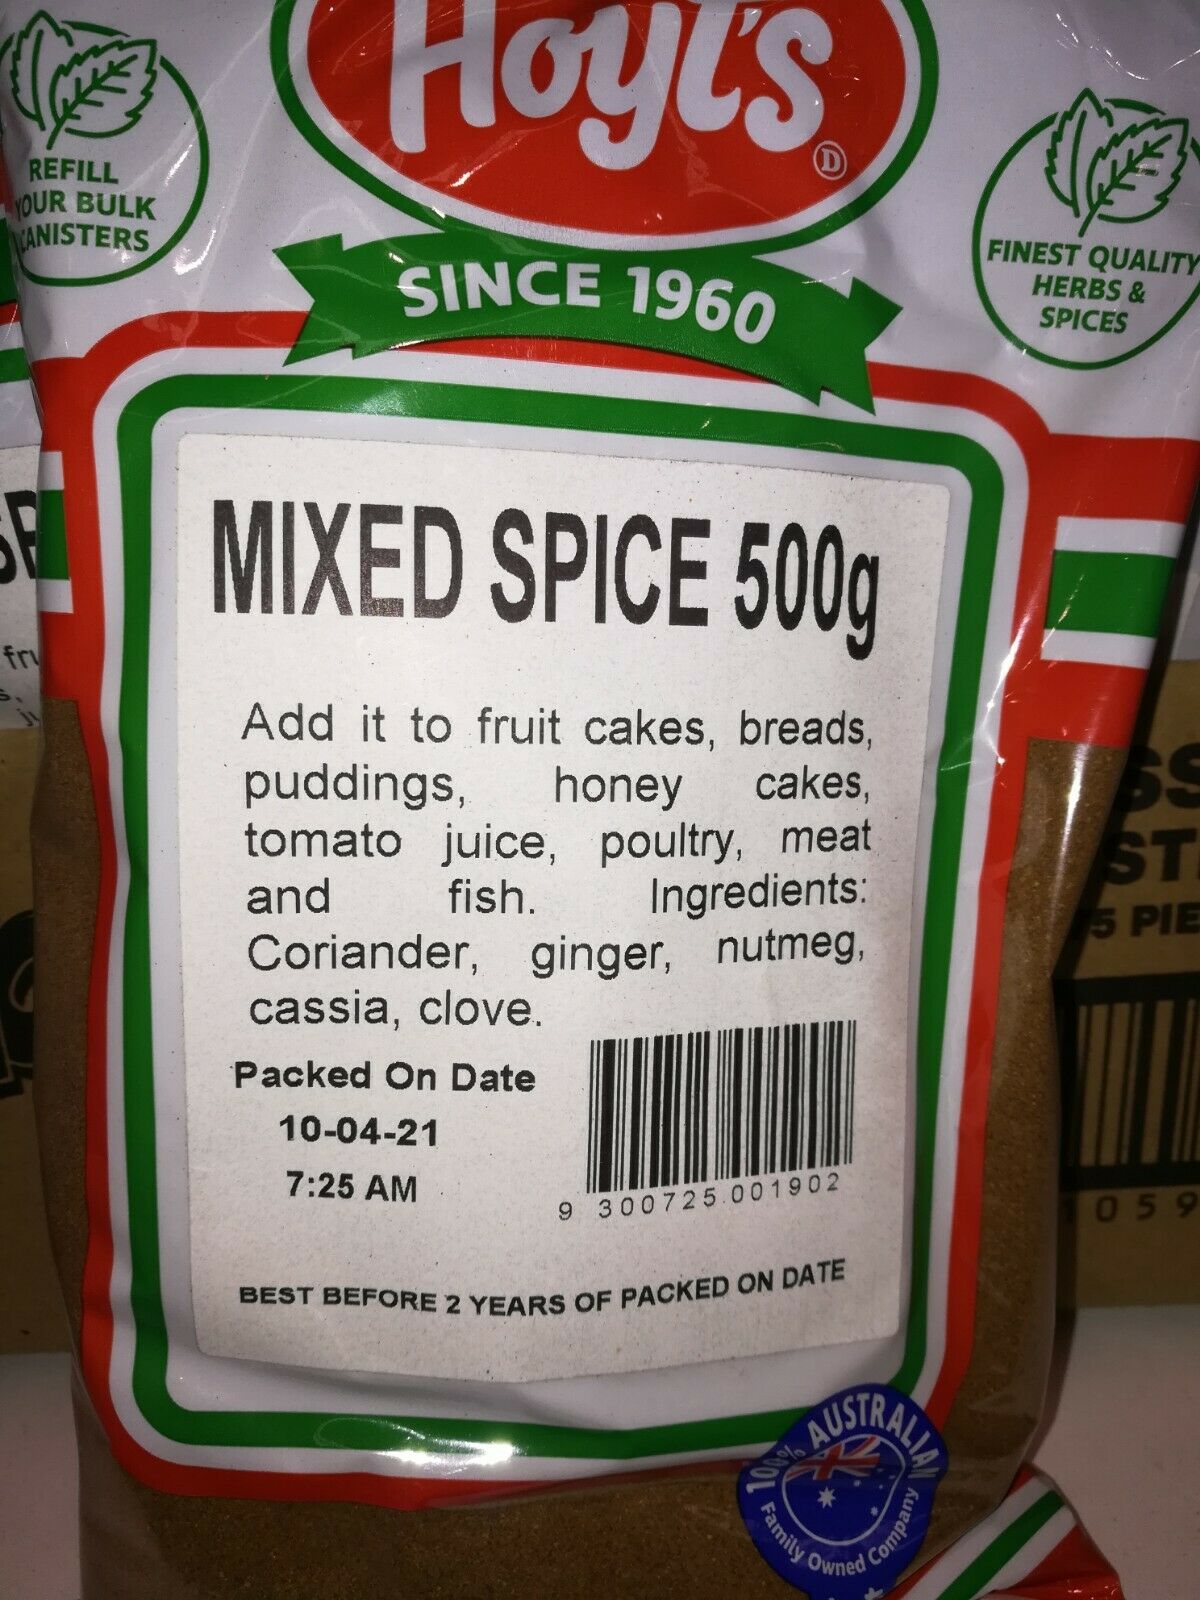 Hoyt's
D
REFILL
YOUR BULK
CANISTERS
SINCE 1960
FINEST QUALITY
HERBS &
SPICES
MIXED SPICE 500g
Add it to fruit cakes, breads,
puddings, honey cakes,
tomato juice, poultry, meat
and fish. Ingredients:
Coriander, ginger, nutmeg,
cassia, clove.
Packed On Date
10-04-21
7:25 AM
9 300725 001902
BEST BEFORE 2 YEARS OF PACKED ON DATE
100% AUSTRALIAN
Family Owned Company
1059